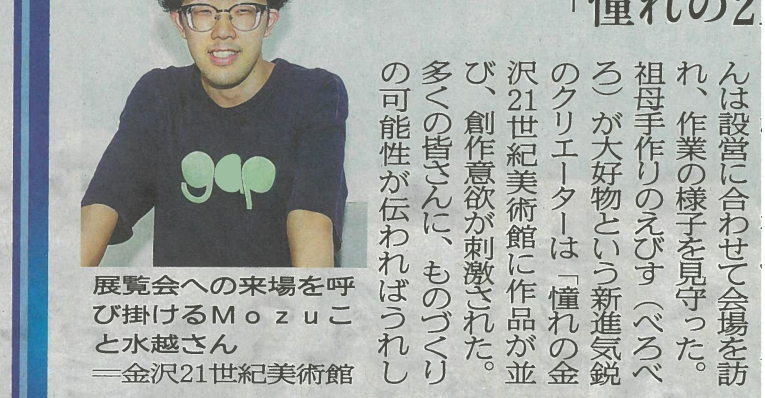 「憧れの2
んは設営に合わせて会場を訪
れ、作業の様子を見守った。
祖母手作りのえびす（べろべ
ろ）が大好物という新進気鋭
のクリエーターは「憧れの金
沢21世紀美術館に作品が並
び、創作意欲が刺激された。
多くの皆さんに、ものづくり
の可能性が伝わればうれし
gap
展覧会への来場を呼
び掛けるMozuこ
と水越さん
＝金沢21世紀美術館